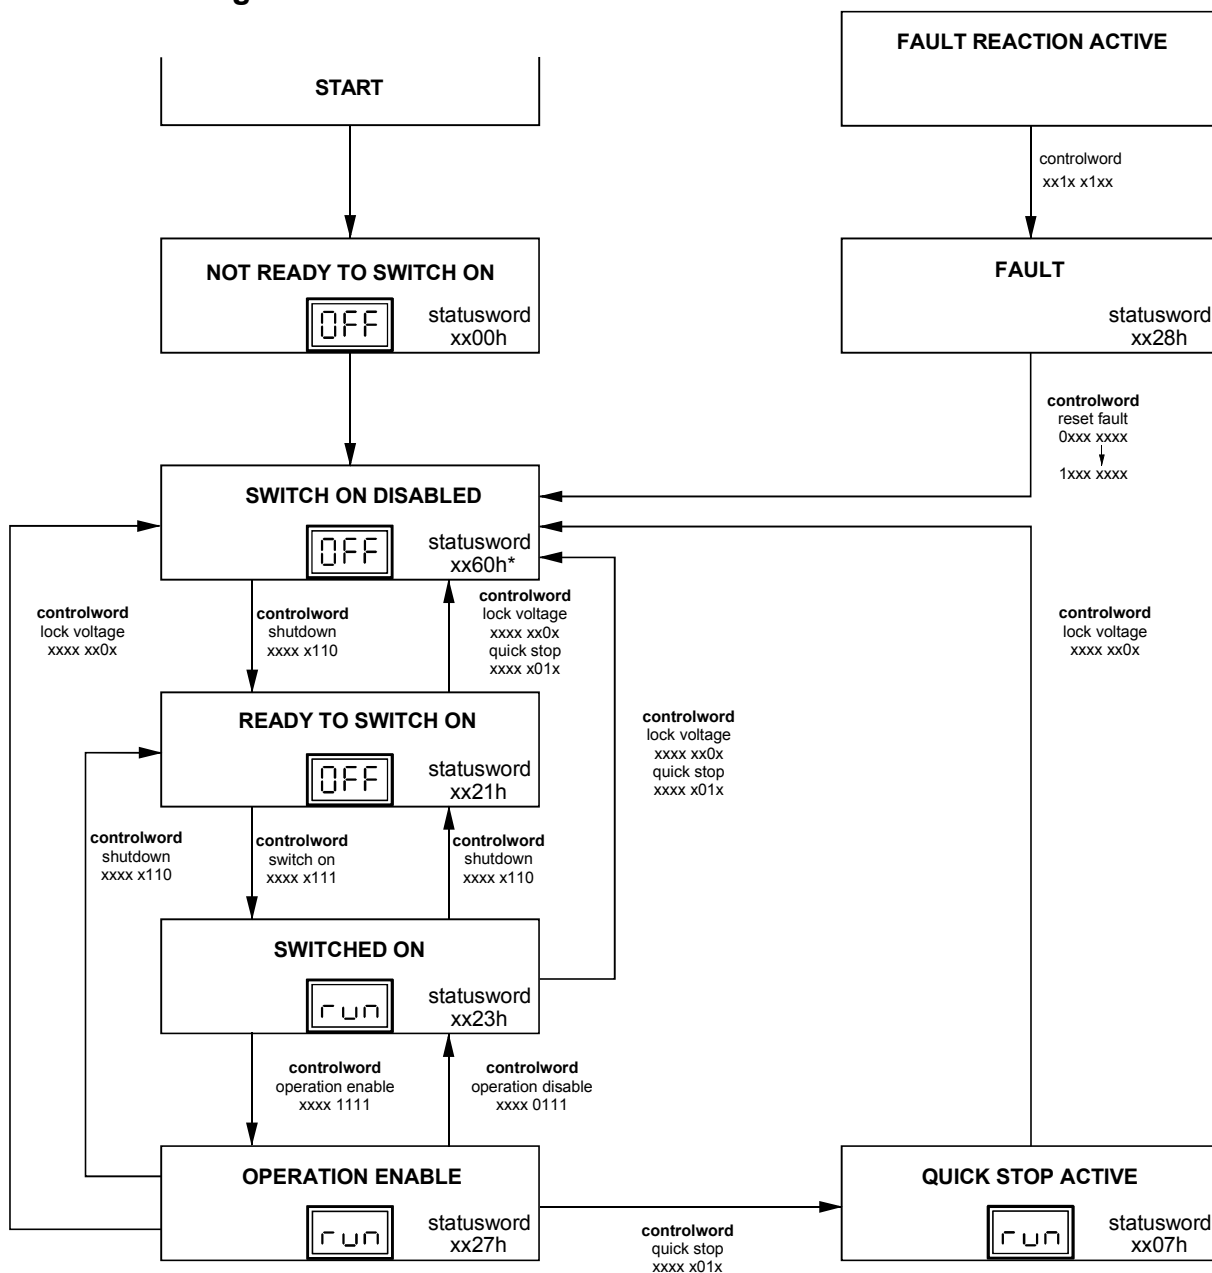 FAULT REACTION ACTIVE
START
controlword
xx1x x1xx
NOT READY TO SWITCH ON
OFF
statusword
xx00h
FAULT
statusword
xx28h
controlword
reset fault
0xxx xxxx
1xxx xxxx
SWITCH ON DISABLED
OFF
statusword
xx60h*
controlword
lock voltage
xxxx xx0x
controlword
shutdown
xxxx x110
controlword
lock voltage
xxxx xx0x
quick stop
xxxx x01x
controlword
lock voltage
xxxx xx0x
READY TO SWITCH ON
OFF
statusword
xx21h
controlword
lock voltage
xxxx xx0x
quick stop
xxxx x01x
controlword
shutdown
xxxx x110
controlword
switch on
xxxx x111
controlword
shutdown
xxxx x110
SWITCHED ON
run
statusword
xx23h
controlword
operation enable
xxxx 1111
controlword
operation disable
xxxx 0111
OPERATION ENABLE
run
statusword
xx27h
controlword
quick stop
xxxx x01x
QUICK STOP ACTIVE
run
statusword
xx07h